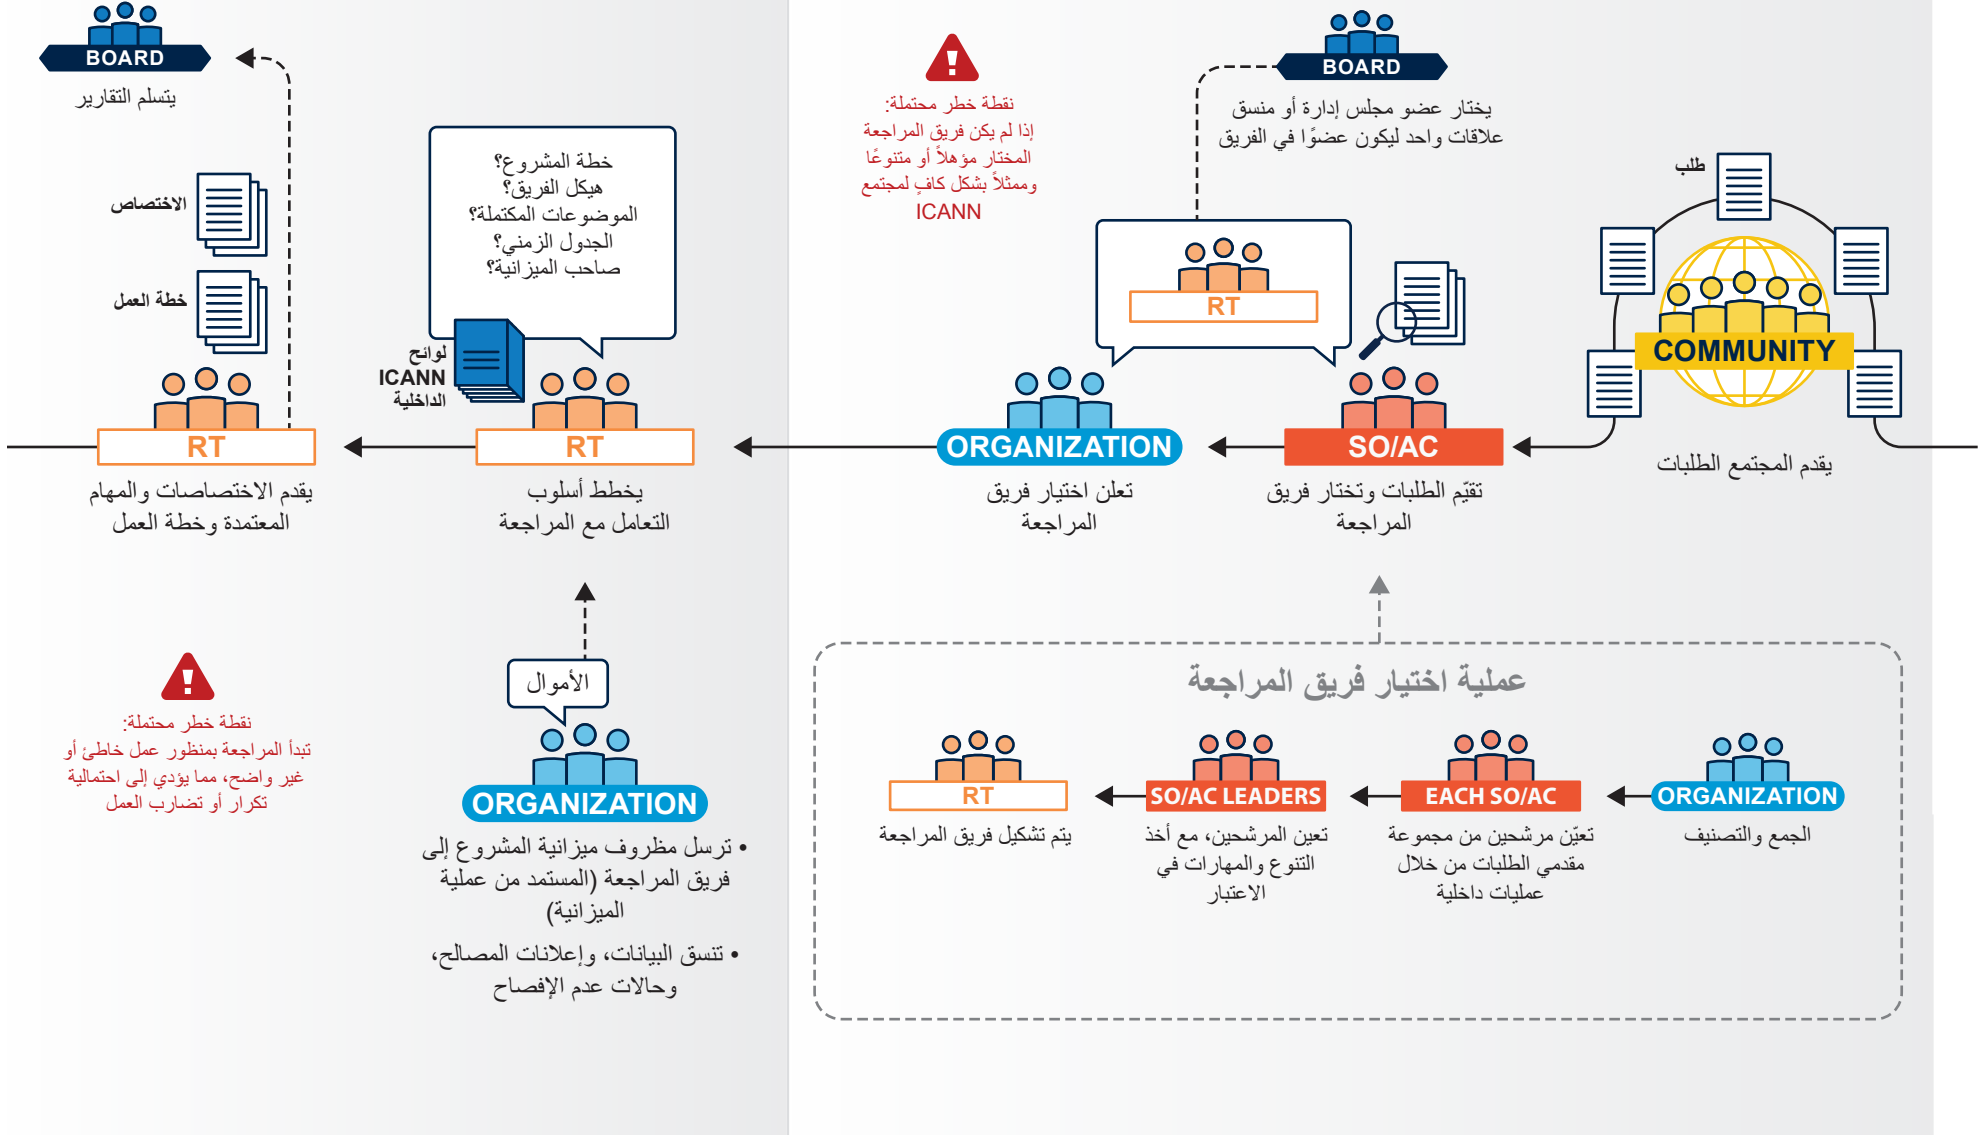 طلب
COMMUNITY
يقدم المجتمع الطلبات
BOARD
يختار عضو مجلس إدارة أو منسق
علاقات واحد ليكون عضوًا في الفريق
نقطة خطر محتملة:
إذا لم يكن فريق المراجعة
المختار مؤهلاً أو متنوعًا
وممثلاً بشكل كافٍ لمجتمع
ICANN
RT
SO/AC
تقيّم الطلبات وتختار فريق
المراجعة
ORGANIZATION
تعلن اختيار فريق
المراجعة
عملية اختيار فريق المراجعة
ORGANIZATION
الجمع والتصنيف
EACH SO/AC
تعيّن مرشحين من مجموعة
مقدمي الطلبات من خلال
عمليات داخلية
SO/AC LEADERS
تعين المرشحين، مع أخذ
التنوع والمهارات في
الاعتبار
RT
يتم تشكيل فريق المراجعة
خطة المشروع؟
هيكل الفريق؟
الموضوعات المكتملة؟
الجدول الزمني؟
صاحب الميزانية؟
لوائح
ICANN
الداخلية
RT
يخطط أسلوب
التعامل مع المراجعة
الأموال
ORGANIZATION
• ترسل مظروف ميزانية المشروع إلى
فريق المراجعة (المستمد من عملية
الميزانية)
• تنسق البيانات، وإعلانات المصالح،
وحالات عدم الإفصاح
BOARD
يتسلم التقارير
الاختصاص
خطة العمل
RT
يقدم الاختصاصات والمهام
المعتمدة وخطة العمل
نقطة خطر محتملة:
تبدأ المراجعة بمنظور عمل خاطئ أو
غير واضح، مما يؤدي إلى احتمالية
تكرار أو تضارب العمل